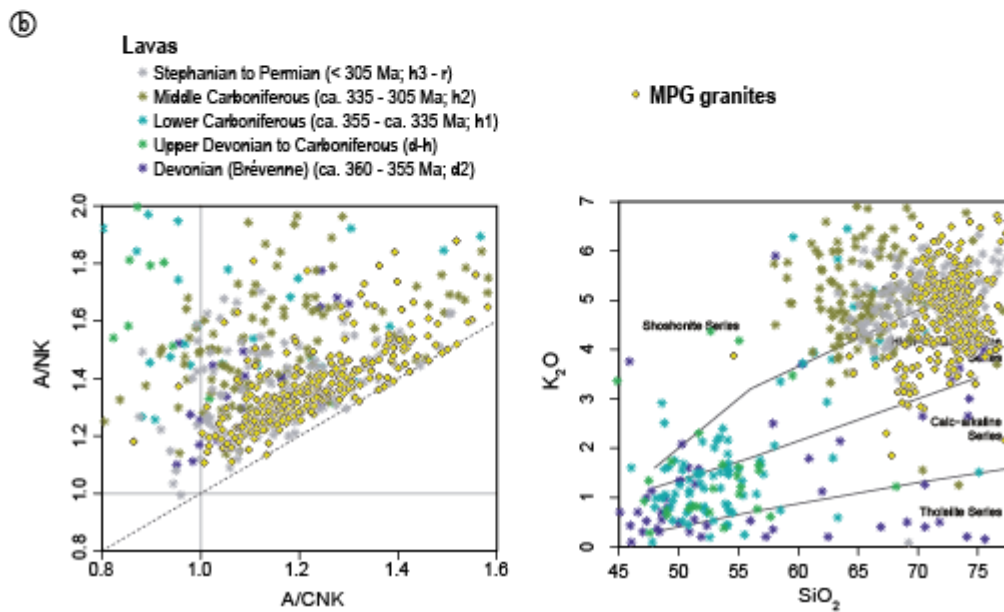 b
Lavas
Stephanian to Permian (< 305 Ma; h3 - r)
Middle Carboniferous (ca. 335 - 305 Ma; h2)
Lower Carboniferous (ca. 355 - ca. 335 Ma; h1)
Upper Devonian to Carboniferous (d-h)
Devonian (Brévenne) (ca. 360 - 355 Ma; d2)
MPG granites
2.0
1.8
1.6
1.4
1.2
1.0
0.8
A/NK
0.8 1.0 1.2 1.4 1.6
A/CNK
7
6
5
4
3
2
1
0
K₂O
Shoshonite Series
Calc-alkaline
Series
Tholeiite Series
45 50 55 60 65 70 75
SiO₂